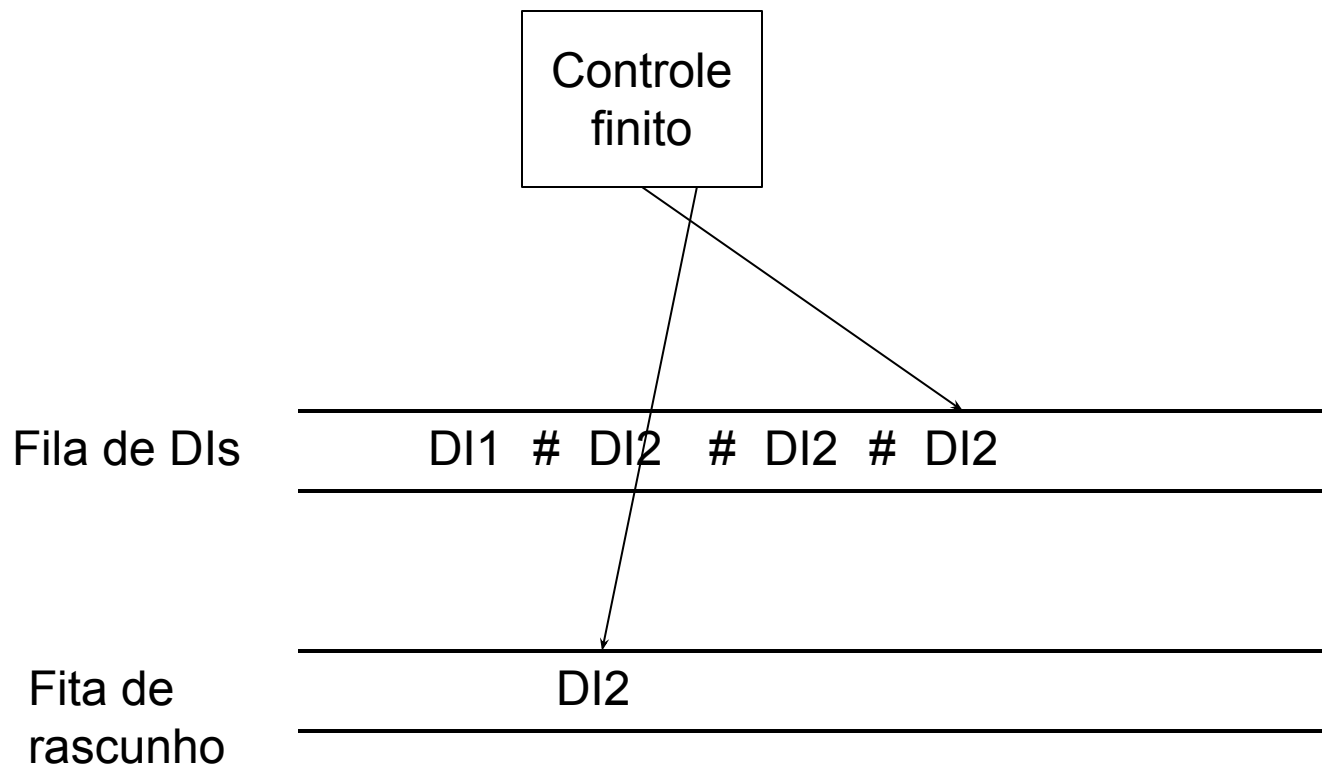 Controle
finito
Fila de DIs
DI1 # DI2 # DI2 # DI2
Fita de
rascunho
DI2